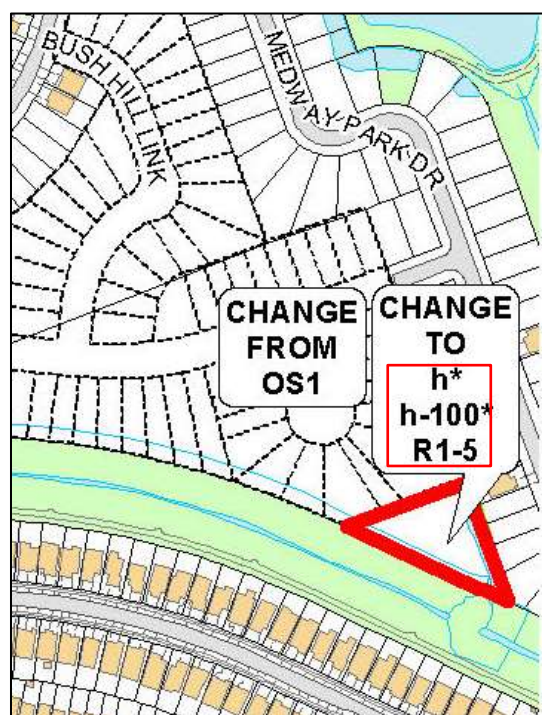 BUSH HILL LINK
MEDWAY PARK DR
CHANGE
FROM
OS1
CHANGE
TO
h*
h-100*
R1-5